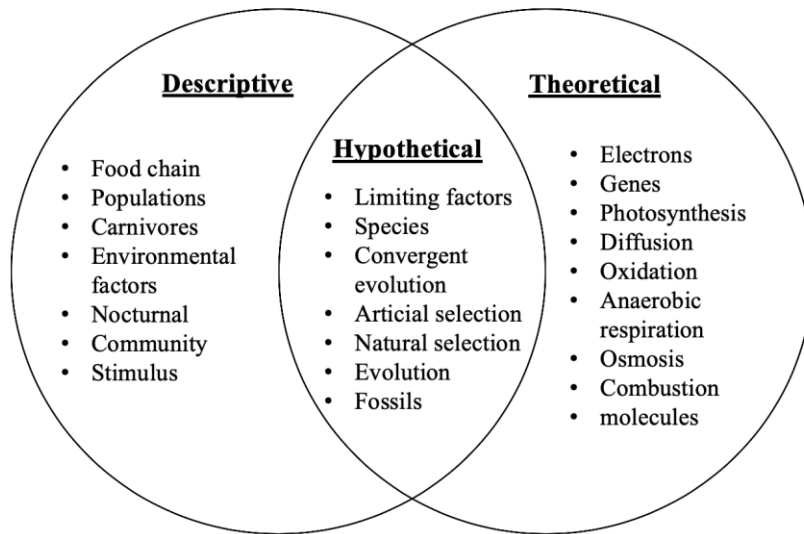 Descriptive
• Food chain
• Populations
• Carnivores
• Environmental
factors
• Nocturnal
• Community
• Stimulus
Hypothetical
• Limiting factors
• Species
• Convergent
evolution
• Articial selection
• Natural selection
• Evolution
• Fossils
Theoretical
• Electrons
• Genes
• Photosynthesis
• Diffusion
• Oxidation
• Anaerobic
respiration
• Osmosis
• Combustion
• molecules